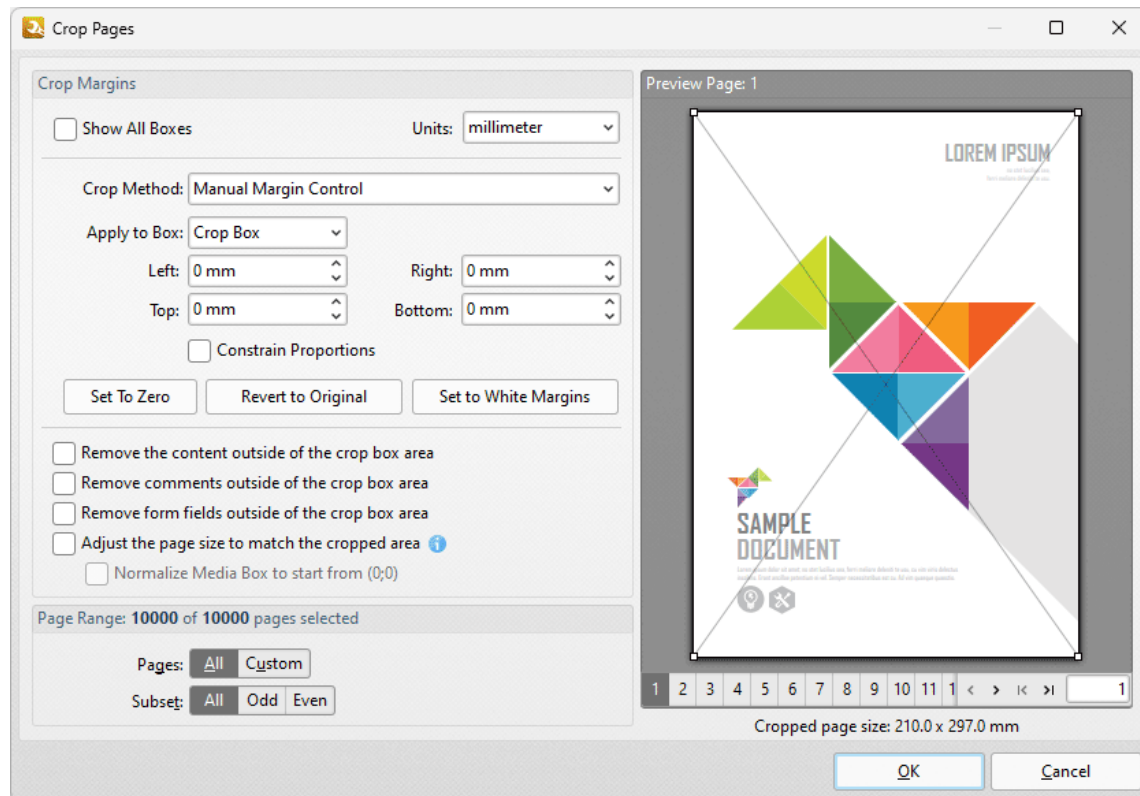 Crop Pages
Crop Margins
Show All Boxes
Units: millimeter
Crop Method: Manual Margin Control
Apply to Box: Crop Box
Left: 0 mm
Right: 0 mm
Top: 0 mm
Bottom: 0 mm
Constrain Proportions
Set To Zero
Revert to Original
Set to White Margins
Remove the content outside of the crop box area
Remove comments outside of the crop box area
Remove form fields outside of the crop box area
Adjust the page size to match the cropped area
Normalize Media Box to start from (0;0)
Page Range: 10000 of 10000 pages selected
Pages: All Custom
Subset: All Odd Even
Preview Page: 1
LOREM IPSUM
SAMPLE
DOCUMENT
1 2 3 4 5 6 7 8 9 10 11 1 1
Cropped page size: 210.0 x 297.0 mm
OK
Cancel